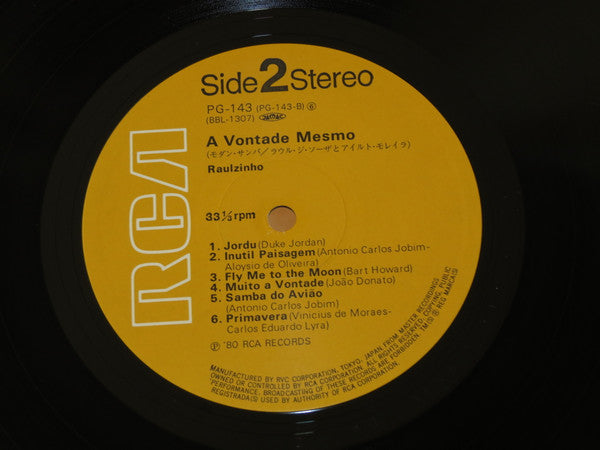 Side 2 Stereo
PG-143 (PG-143-B) ⑥
(BBL-1307)
A Vontade Mesmo
(モダン・サンバ/ラウル・ジ・ソーザとアイルト・モレイラ)
Raulzinho
RCA
33⅓ rpm
1. Jordu (Duke Jordan)
2. Inutil Paisagem (Antonio Carlos Jobim-
Aloysio de Oliveira)
3. Fly Me to the Moon (Bart Howard)
4. Muito a Vontade (João Donato)
5. Samba do Avião
(Antonio Carlos Jobim)
6. Primavera (Vinicius de Moraes-
Carlos Eduardo Lyra)
Ⓟ '80 RCA RECORDS
MANUFACTURED BY RVC CORPORATION, TOKYO, JAPAN FROM MASTER RECORDINGS
OWNED OR CONTROLLED BY RCA CORPORATION. ALL RIGHTS RESERVED. COPYING, PUBLIC
PERFORMANCE, BROADCASTING OF THESE RECORDS ARE FORBIDDEN. TM(S) ® REG MARCA(S)
REGISTRADA(S) USED BY AUTHORITY OF RCA CORPORATION.